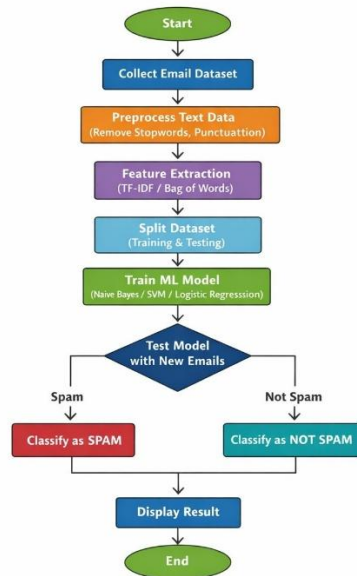 Start
Collect Email Dataset
Preprocess Text Data
(Remove Stopwords, Punctuattion)
Feature Extraction
(TF-IDF / Bag of Words)
Split Dataset
(Training & Testing)
Train ML Model
(Naive Bayes / SVM / Logistic Regrression)
Test Model
with New Emails
Spam
Not Spam
Classify as SPAM
Classify as NOT SPAM
Display Result
End